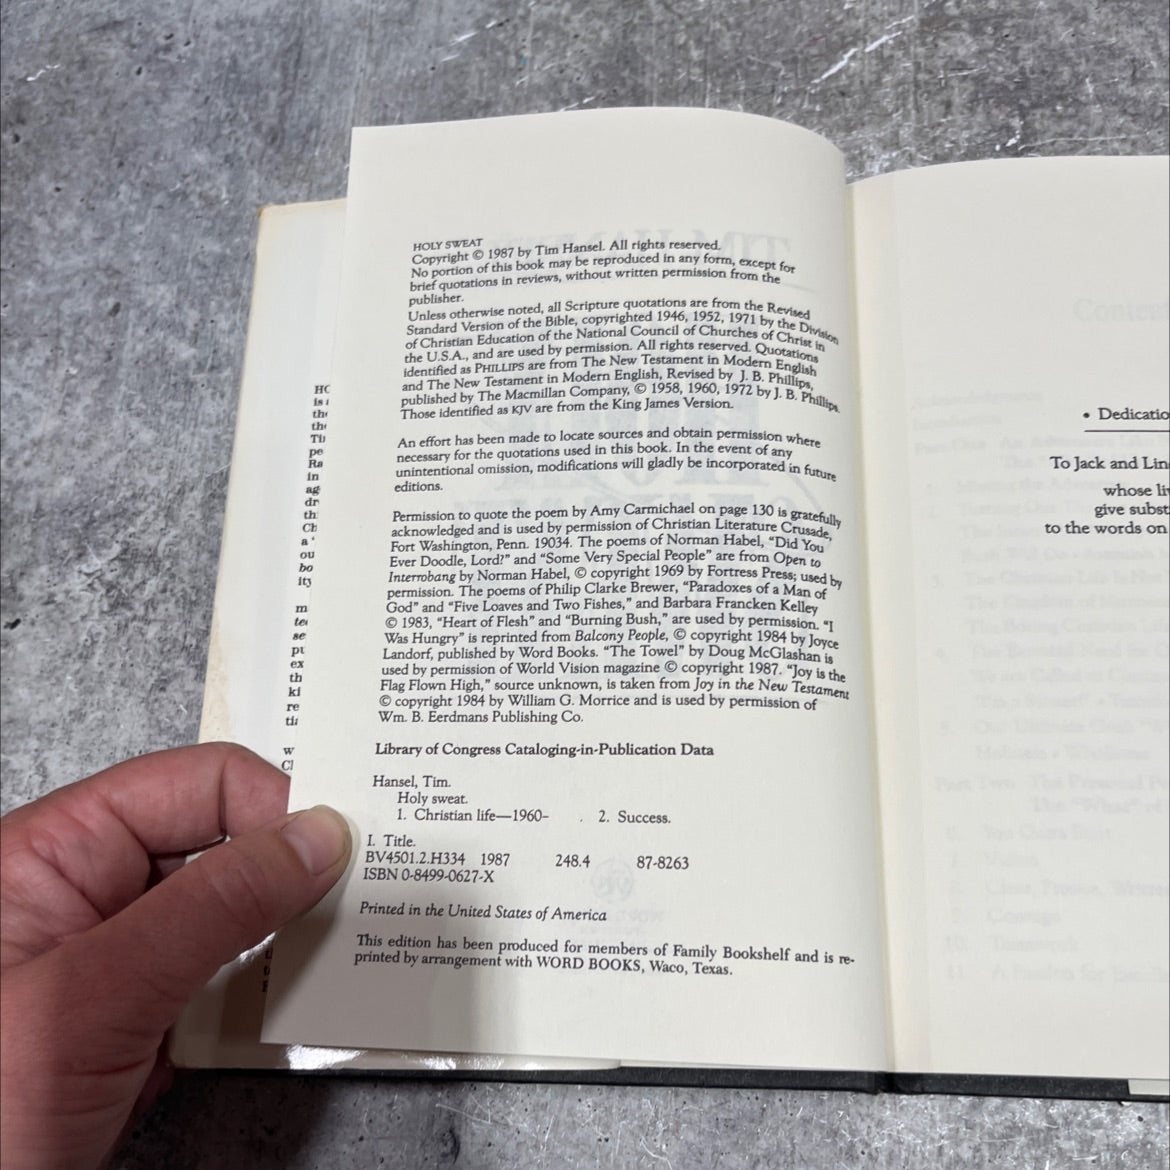 HOLY SWEAT
Copyright © 1987 by Tim Hansel. All rights reserved.
No portion of this book may be reproduced in any form, except for
brief quotations in reviews, without written permission from the
publisher.
Unless otherwise noted, all Scripture quotations are from the Revised
Standard Version of the Bible, copyrighted 1946, 1952, 1971 by the Division
of Christian Education of the National Council of Churches of Christ in
the U.S.A., and are used by permission. All rights reserved. Quotations
identified as PHILLIPS are from The New Testament in Modern English
and The New Testament in Modern English, Revised by J. B. Phillips,
published by The Macmillan Company, © 1958, 1960, 1972 by J. B. Phillips.
Those identified as KJV are from the King James Version.
An effort has been made to locate sources and obtain permission where
necessary for the quotations used in this book. In the event of any
unintentional omission, modifications will gladly be incorporated in future
editions.
Permission to quote the poem by Amy Carmichael on page 130 is gratefully
acknowledged and is used by permission of Christian Literature Crusade,
Fort Washington, Penn. 19034. The poems of Norman Habel, “Did You
Ever Doodle, Lord?” and “Some Very Special People” are from Open to
Interrobang by Norman Habel, © copyright 1969 by Fortress Press; used by
permission. The poems of Philip Clarke Brewer, “Paradoxes of a Man of
God” and “Five Loaves and Two Fishes,” and Barbara Francken Kelley
© 1983, “Heart of Flesh” and “Burning Bush,” are used by permission. “I
Was Hungry” is reprinted from Balcony People, © copyright 1984 by Joyce
Landorf, published by Word Books. “The Towel” by Doug McGlashan is
used by permission of World Vision magazine © copyright 1987. “Joy is the
Flag Flown High,” source unknown, is taken from Joy in the New Testament
© copyright 1984 by William G. Morrice and is used by permission of
Wm. B. Eerdmans Publishing Co.
Library of Congress Cataloging-in-Publication Data
Hansel, Tim.
Holy sweat.
1. Christian life—1960- . 2. Success.
I. Title.
BV4501.2.H334 1987 248.4 87-8263
ISBN 0-8499-0627-X
Printed in the United States of America
This edition has been produced for members of Family Bookshelf and is re-
printed by arrangement with WORD BOOKS, Waco, Texas.
• Dedicatio
To Jack and Lin
whose li
give subst
to the words on